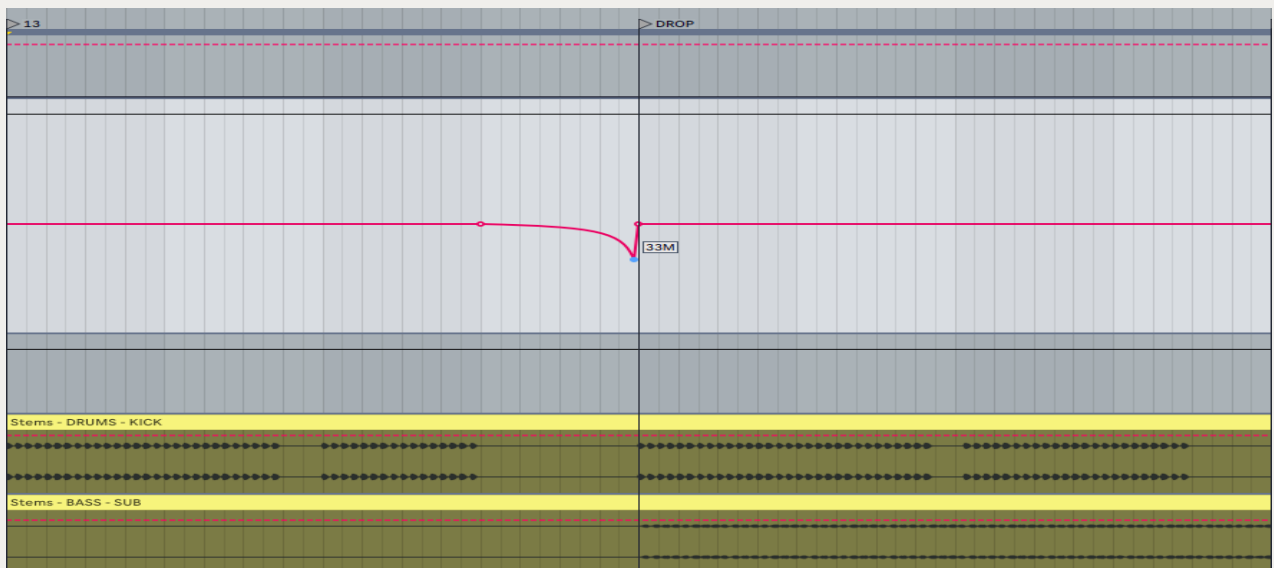 13
DROP
33M
Stems - DRUMS - KICK
Stems - BASS - SUB